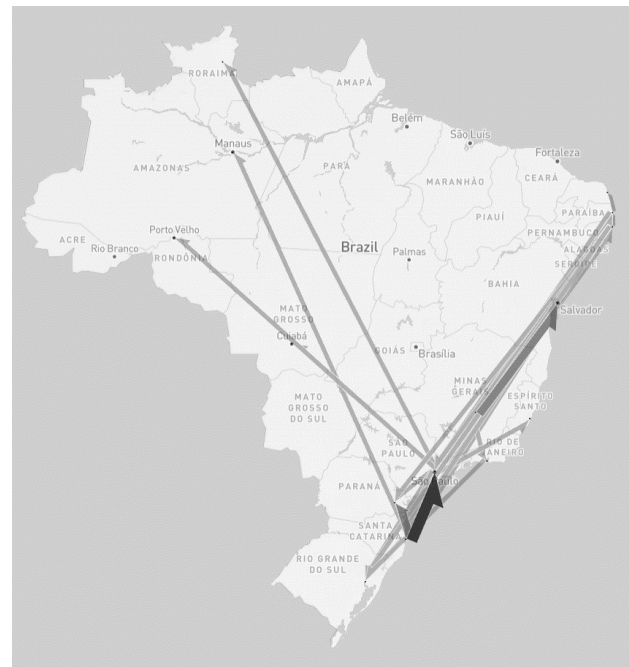 RORAIMA
AMAPÁ
Belém
Manaus
São Luís
Fortaleza
AMAZONAS
PARÁ
CEARÁ
MARANHÃO
PARAÍBA
PIAUÍ
Porto Velho
PERNAMBUCO
ACRE
Rio Branco
Brazil
Palmas
ALAGOAS
RONDÔNIA
SERGIPE
BAHIA
MATO
GROSSO
Salvador
Cuiabá
GOIÁS
Brasília
MINAS
GERAIS
MATO
GROSSO
DO SUL
ESPÍRITO
SANTO
SÃO
PAULO
RIO DE
JANEIRO
São Paulo
PARANÁ
SANTA
CATARINA
RIO GRANDE
DO SUL